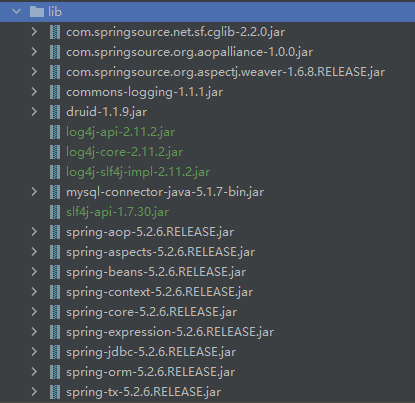 lib
com.springsource.net.sf.cglib-2.2.0.jar
com.springsource.org.aopalliance-1.0.0.jar
com.springsource.org.aspectj.weaver-1.6.8.RELEASE.jar
commons-logging-1.1.1.jar
druid-1.1.9.jar
log4j-api-2.11.2.jar
log4j-core-2.11.2.jar
log4j-slf4j-impl-2.11.2.jar
mysql-connector-java-5.1.7-bin.jar
slf4j-api-1.7.30.jar
spring-aop-5.2.6.RELEASE.jar
spring-aspects-5.2.6.RELEASE.jar
spring-beans-5.2.6.RELEASE.jar
spring-context-5.2.6.RELEASE.jar
spring-core-5.2.6.RELEASE.jar
spring-expression-5.2.6.RELEASE.jar
spring-jdbc-5.2.6.RELEASE.jar
spring-orm-5.2.6.RELEASE.jar
spring-tx-5.2.6.RELEASE.jar